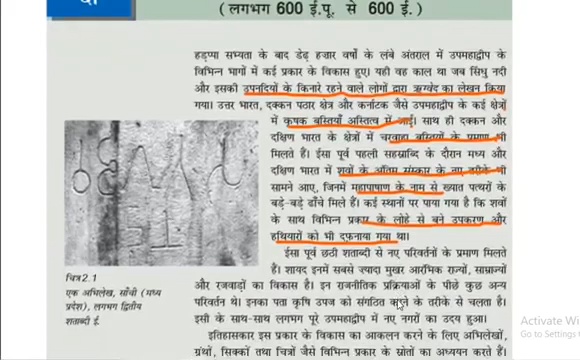 (लगभग 600 ई.पू. से 600 ई.)
हड़प्पा सभ्यता के बाद डेढ़ हज़ार वर्षों के लंबे अंतराल में उपमहाद्वीप के
विभिन्न भागों में कई प्रकार के विकास हुए। यही वह काल था जब सिंधु नदी
और इसकी उपनदियों के किनारे रहने वाले लोगों द्वारा ऋग्वेद का लेखन किया
गया। उत्तर भारत, दक्कन पठार क्षेत्र और कर्नाटक जैसे उपमहाद्वीप के कई क्षेत्रों
में कृषक बस्तियाँ अस्तित्व में आईं। साथ ही दक्कन और
दक्षिण भारत के क्षेत्रों में चरवाहा बस्तियों के प्रमाण भी
मिलते हैं। ईसा पूर्व पहली सहस्राब्दि के दौरान मध्य और
दक्षिण भारत में शवों के अंतिम संस्कार के नए तरीके भी
सामने आए, जिनमें महापाषाण के नाम से ख्यात पत्थरों के
बड़े-बड़े ढाँचे मिले हैं। कई स्थानों पर पाया गया है कि शवों
के साथ विभिन्न प्रकार के लोहे से बने उपकरण और
हथियारों को भी दफ़नाया गया था।
ईसा पूर्व छठी शताब्दी से नए परिवर्तनों के प्रमाण मिलते
हैं। शायद इनमें सबसे ज्यादा मुखर आरंभिक राज्यों, साम्राज्यों
और रजवाड़ों का विकास है। इन राजनीतिक प्रक्रियाओं के पीछे कुछ अन्य
परिवर्तन थे। इनका पता कृषि उपज को संगठित करने के तरीके से चलता है।
इसी के साथ-साथ लगभग पूरे उपमहाद्वीप में नए नगरों का उदय हुआ।
इतिहासकार इस प्रकार के विकास का आकलन करने के लिए अभिलेखों,
ग्रंथों, सिक्कों तथा चित्रों जैसे विभिन्न प्रकार के स्रोतों का अध्ययन करते हैं।
चित्र 2.1
एक अभिलेख, साँची (मध्य
प्रदेश), लगभग द्वितीय
शताब्दी ई.
Activate Wi
Go to Settings